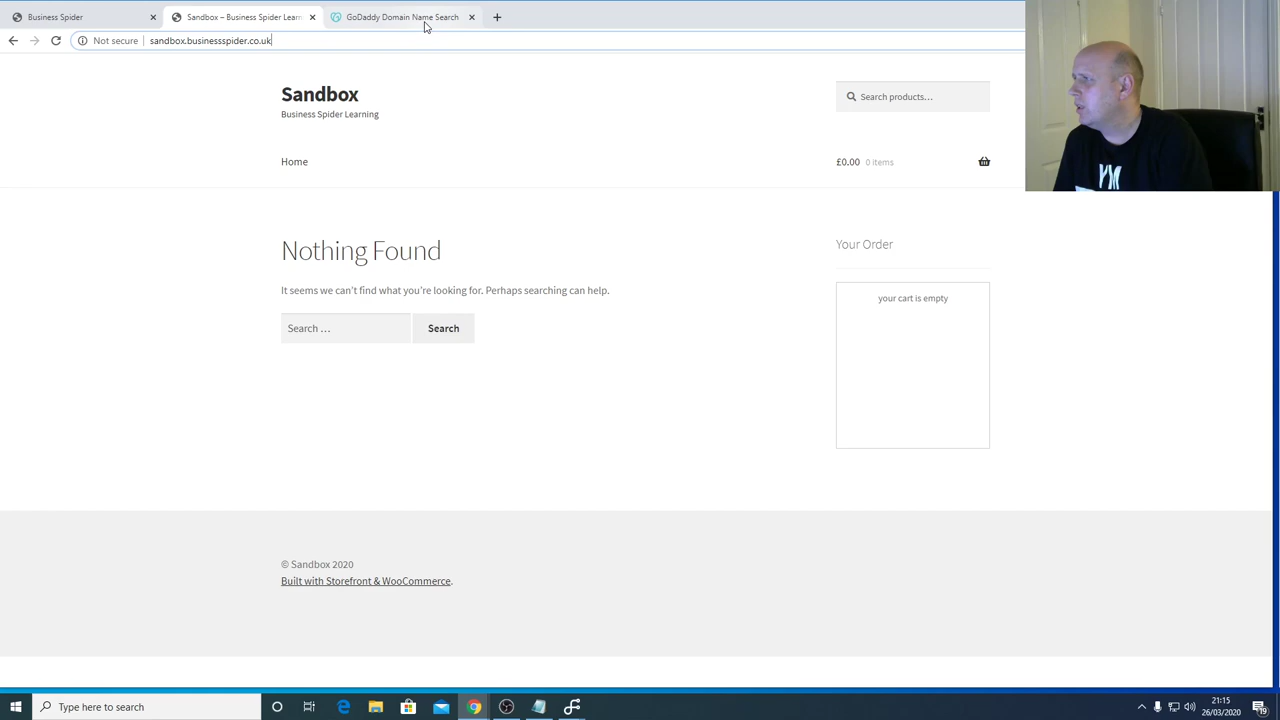 Business Spider
Sandbox – Business Spider Learn
GoDaddy Domain Name Search
Not secure
sandbox.businessspider.co.uk
Sandbox
Business Spider Learning
Search products…
Home
£0.00 0 items
Nothing Found
It seems we can't find what you're looking for. Perhaps searching can help.
Search …
Search
Your Order
your cart is empty
© Sandbox 2020
Built with Storefront & WooCommerce.
Type here to search
21:15
26/03/2020
19